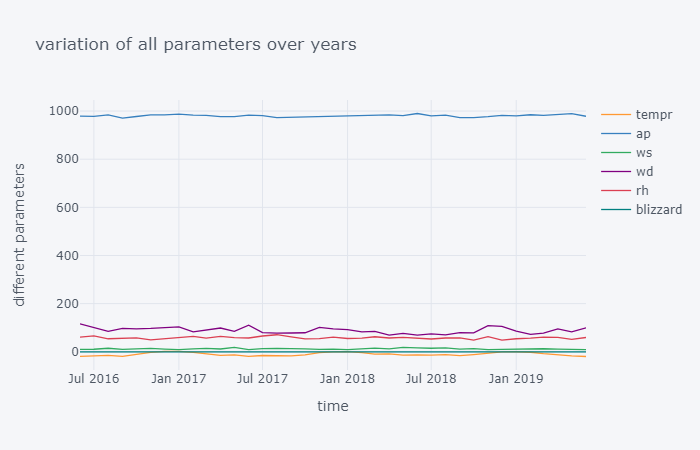 variation of all parameters over years
different parameters
1000
800
600
400
200
0
Jul 2016
Jan 2017
Jul 2017
Jan 2018
Jul 2018
Jan 2019
time
tempr
ap
ws
wd
rh
blizzard